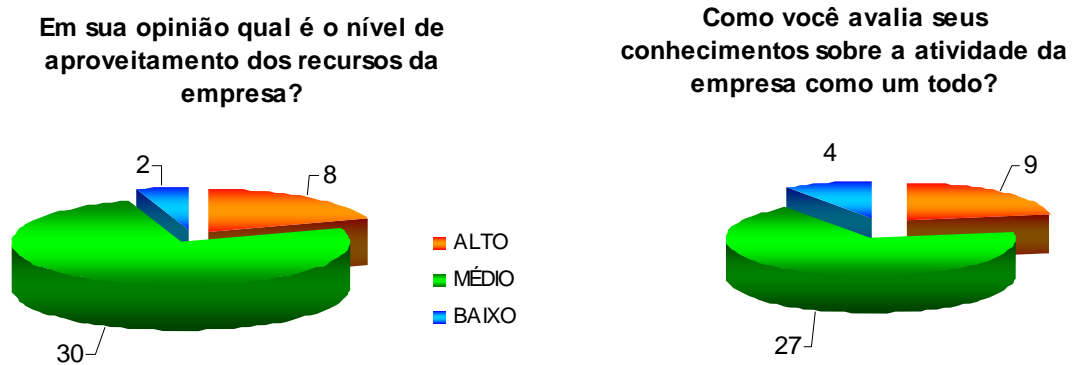 Em sua opinião qual é o nível de
aproveitamento dos recursos da
empresa?
2
8
30
ALTO
MÉDIO
BAIXO
Como você avalia seus
conhecimentos sobre a atividade da
empresa como um todo?
4
9
27